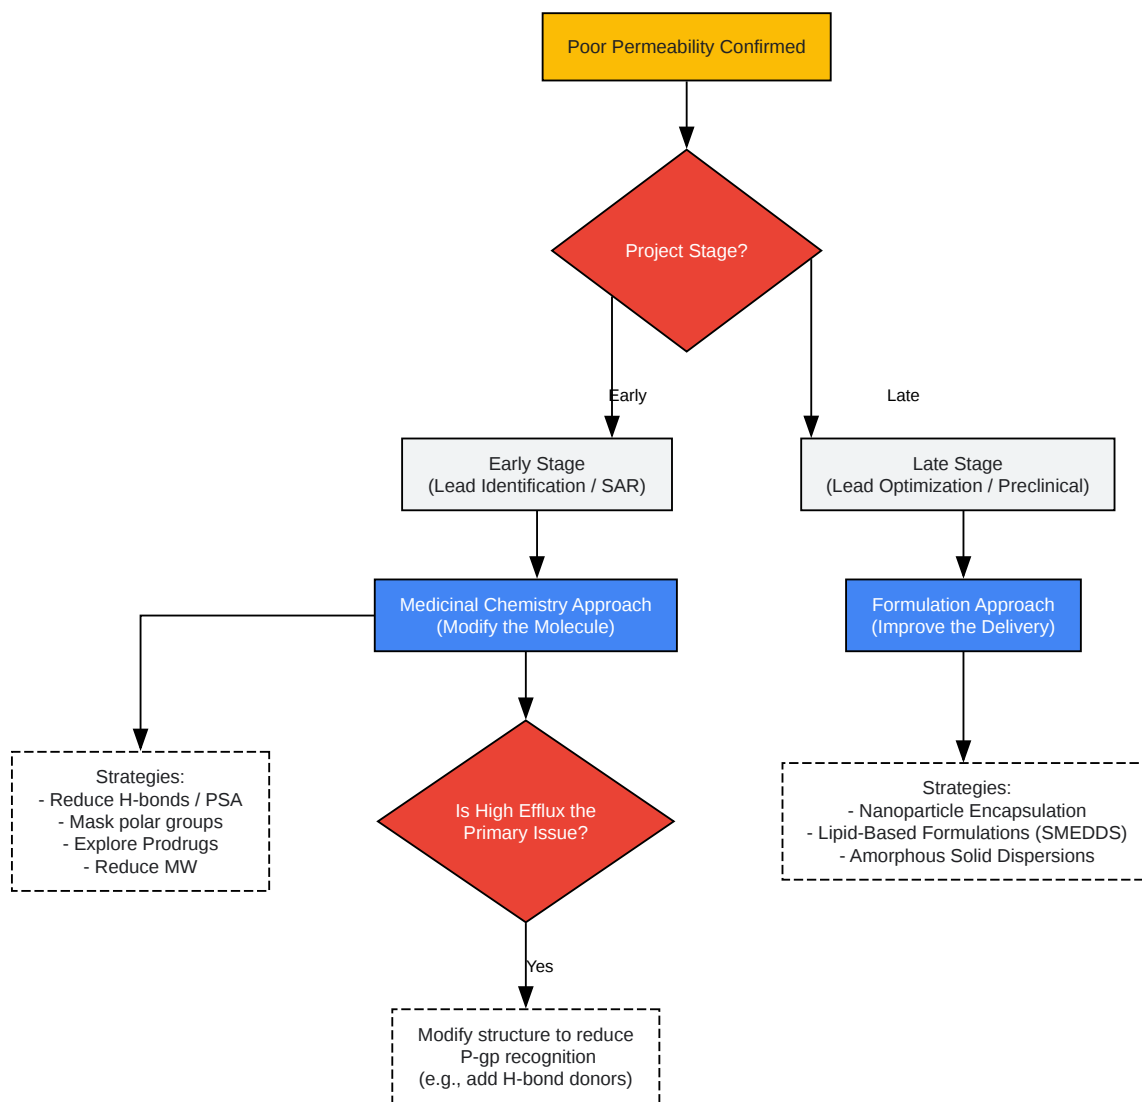 Poor Permeability Confirmed
Project Stage?
Early
Late
Early Stage
(Lead Identification / SAR)
Late Stage
(Lead Optimization / Preclinical)
Medicinal Chemistry Approach
(Modify the Molecule)
Formulation Approach
(Improve the Delivery)
Strategies:
- Reduce H-bonds / PSA
- Mask polar groups
- Explore Prodrugs
- Reduce MW
Is High Efflux the
Primary Issue?
Strategies:
- Nanoparticle Encapsulation
- Lipid-Based Formulations (SMEDDS)
- Amorphous Solid Dispersions
Yes
Modify structure to reduce
P-gp recognition
(e.g., add H-bond donors)